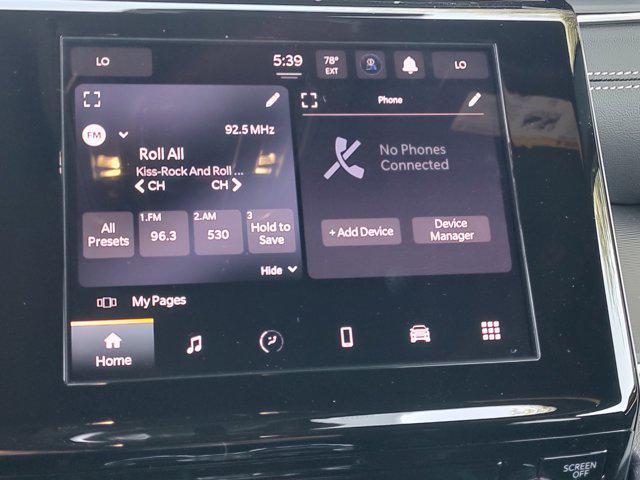 LO
5:39
78°
EXT
LO
FM
92.5 MHz
Roll All
Kiss-Rock And Roll ...
CH
CH
All
Presets
1.FM
96.3
2.AM
530
3
Hold to
Save
Hide
Phone
No Phones
Connected
+ Add Device
Device
Manager
My Pages
Home
SCREEN
OFF